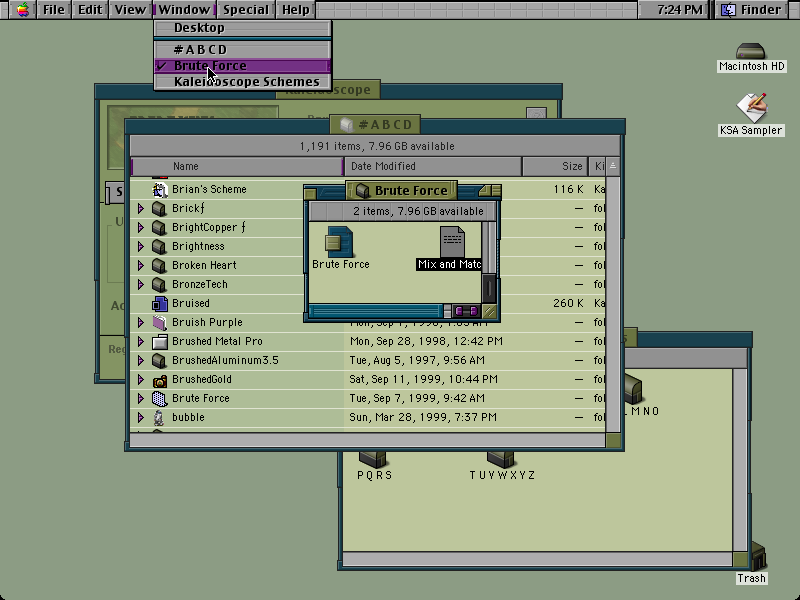 File Edit View Window Special Help 7:24 PM Finder
Desktop
#ABCD
Brute Force
Kaleidoscope Schemes
Kaleidoscope
Macintosh HD
KSA Sampler
#ABCD
1,191 items, 7.96 GB available
Name Date Modified Size Ki
Brian's Scheme 116 K Ka
Brickƒ — fol
BrightCopper ƒ — fol
Brightness — fol
Broken Heart — fol
BronzeTech — fol
Bruised 260 K Ka
Bruish Purple — fol
Brushed Metal Pro Mon, Sep 28, 1998, 12:42 PM — fol
BrushedAluminum3.5 Tue, Aug 5, 1997, 9:56 AM — fol
BrushedGold Sat, Sep 11, 1999, 10:44 PM — fol
Brute Force Tue, Sep 7, 1999, 9:42 AM — fol
bubble Sun, Mar 28, 1999, 7:37 PM — fol
Brute Force
2 items, 7.96 GB available
Brute Force
Mix and Matc
LMNO
PQRS
TUVWXYZ
Trash